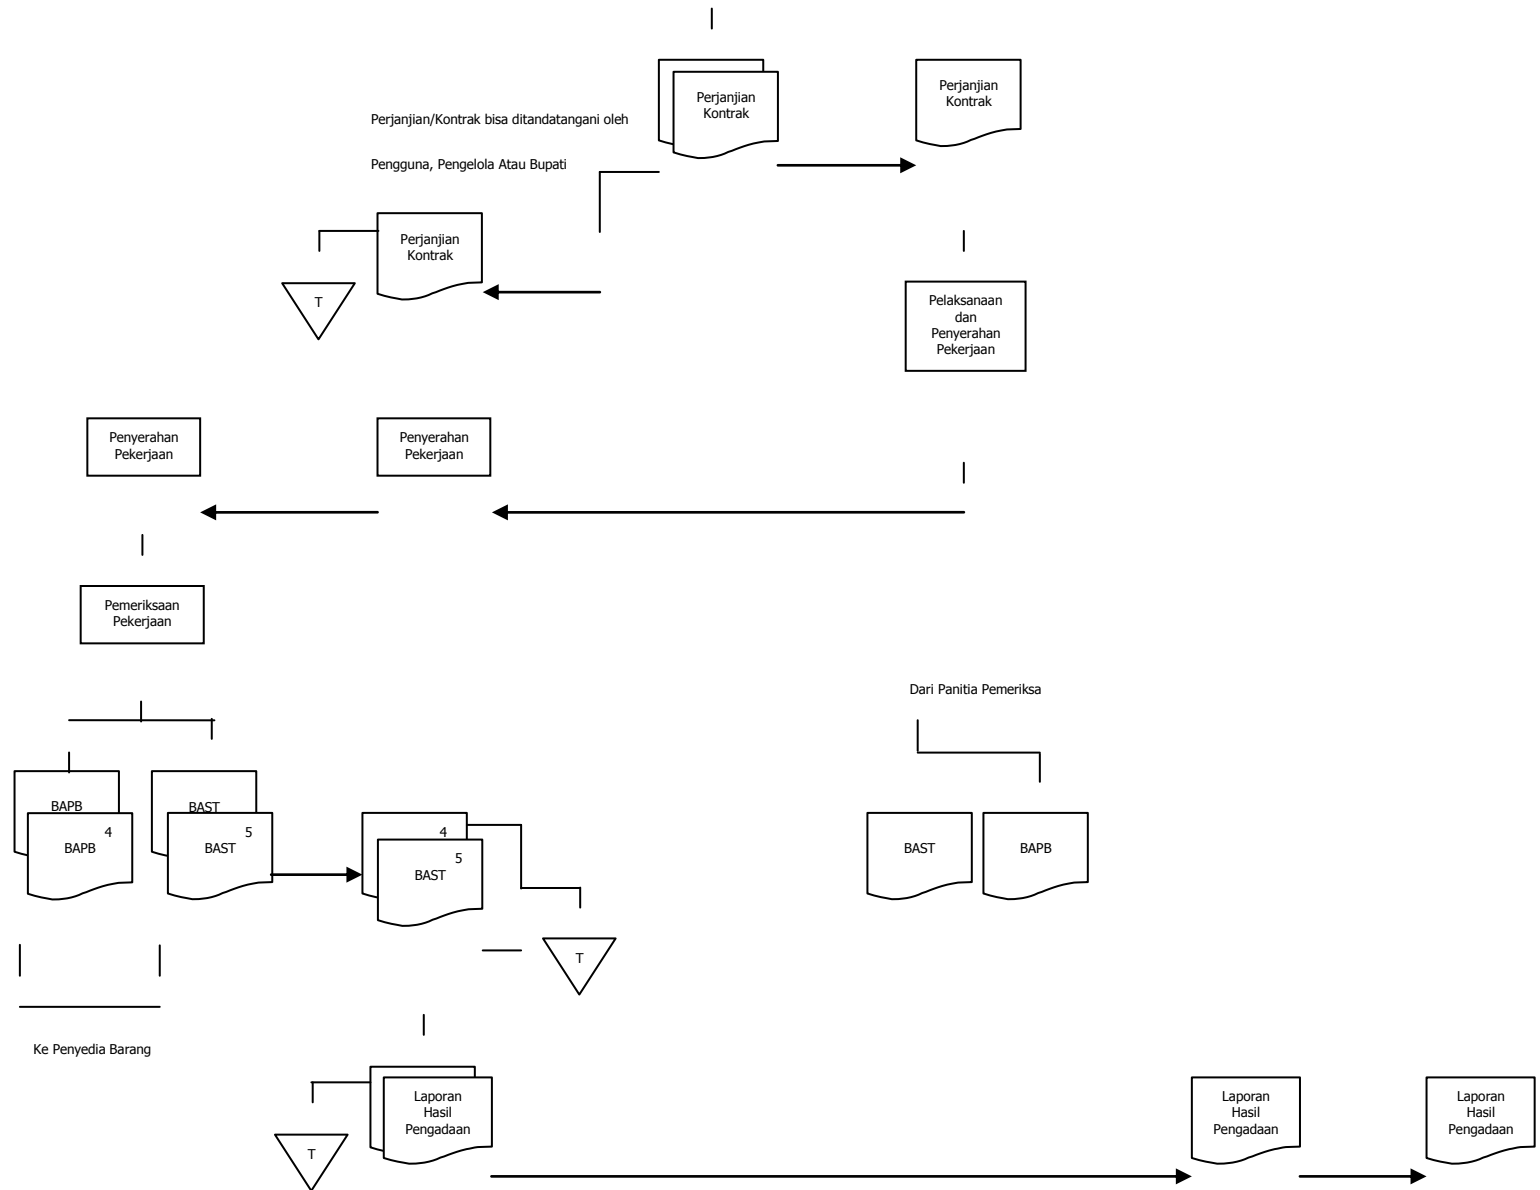 Perjanjian
Kontrak
Perjanjian
Kontrak
Perjanjian/Kontrak bisa ditandatangani oleh
Pengguna, Pengelola Atau Bupati
Perjanjian
Kontrak
T
Pelaksanaan
dan
Penyerahan
Pekerjaan
Penyerahan
Pekerjaan
Penyerahan
Pekerjaan
Pemeriksaan
Pekerjaan
Dari Panitia Pemeriksa
BAPB
4
BAPB
BAST
5
BAST
4
5
BAST
T
BAST
BAPB
Ke Penyedia Barang
Laporan
Hasil
Pengadaan
T
Laporan
Hasil
Pengadaan
Laporan
Hasil
Pengadaan